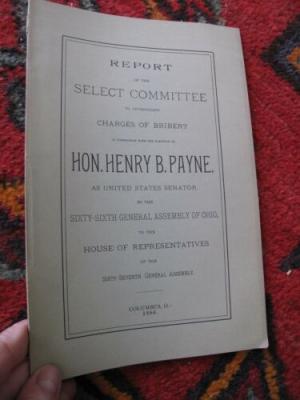 REPORT
OF THE
SELECT COMMITTEE
TO INVESTIGATE
CHARGES OF BRIBERY
IN CONNECTION WITH THE ELECTION OF
HON. HENRY B. PAYNE,
AS UNITED STATES SENATOR,
BY THE
SIXTY-SIXTH GENERAL ASSEMBLY OF OHIO,
TO THE
HOUSE OF REPRESENTATIVES
OF THE
SIXTY-SEVENTH GENERAL ASSEMBLY.
COLUMBUS, O.:
1886.